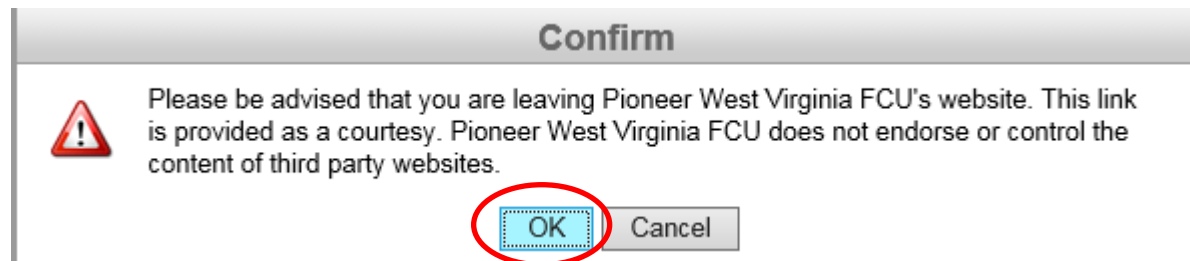 Confirm
Please be advised that you are leaving Pioneer West Virginia FCU's website. This link
is provided as a courtesy. Pioneer West Virginia FCU does not endorse or control the
content of third party websites.
OK Cancel